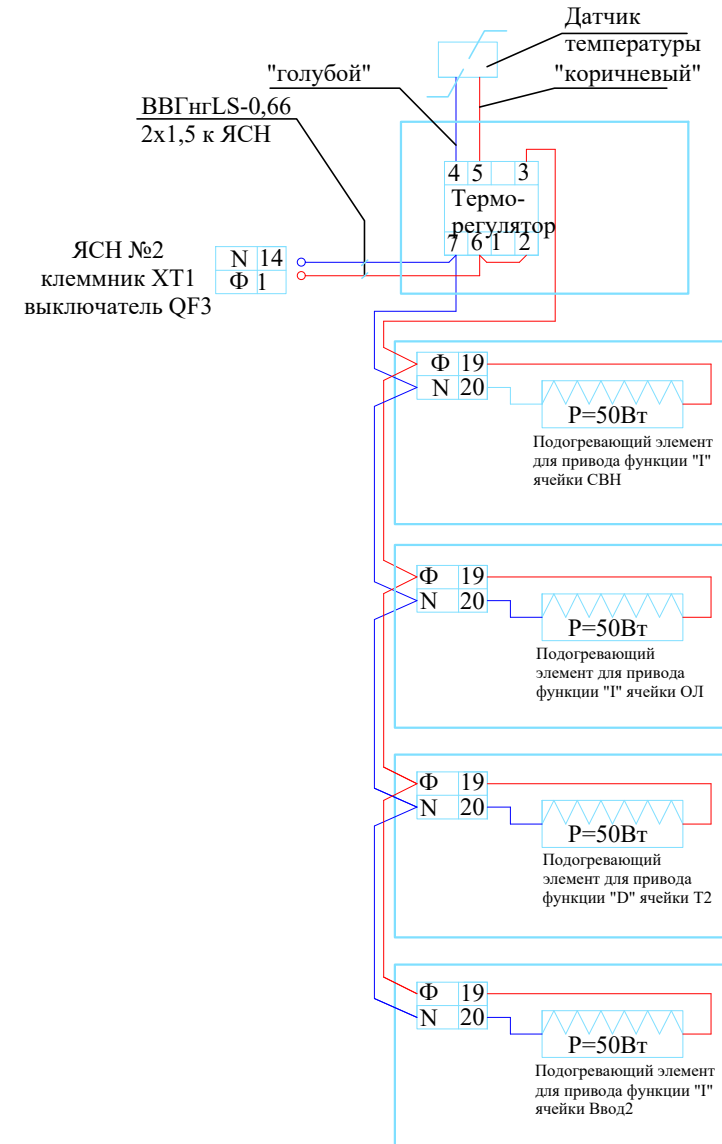 Датчик
температуры
"голубой"
"коричневый"
ВВГнгLS-0,66
2х1,5 к ЯСН
4 5 3
Термо-
регулятор
7 6 1 2
ЯСН №2
клеммник ХТ1
выключатель QF3
N 14
Ф 1
Ф 19
N 20
Р=50Вт
Подогревающий элемент
для привода функции "I"
ячейки СВН
Ф 19
N 20
Р=50Вт
Подогревающий
элемент для привода
функции "I" ячейки ОЛ
Ф 19
N 20
Р=50Вт
Подогревающий
элемент для привода
функции "D" ячейки Т2
Ф 19
N 20
Р=50Вт
Подогревающий элемент
для привода функции "I"
ячейки Ввод2